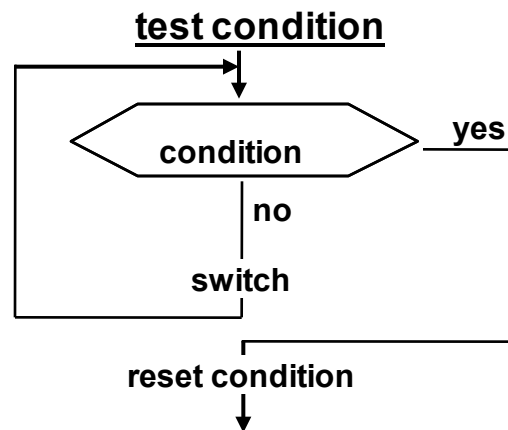 test condition
condition
yes
no
switch
reset condition